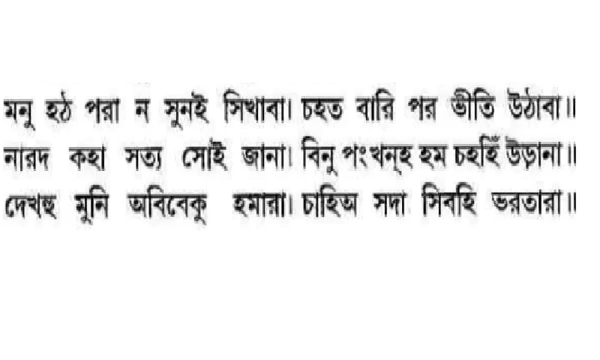 মনূ হঠ পরা ন সূনই সিখাবা। চহত বারি পর ভীতি উঠাবা॥
নারদ কহা সত্য সোই জানা। বিনূ পংখন্হ হম চহহিঁ উড়ানা॥
দেখহু মূনি অবিবেকু হমারা। চাহিঅ সদা সিবহি ভরতারা॥